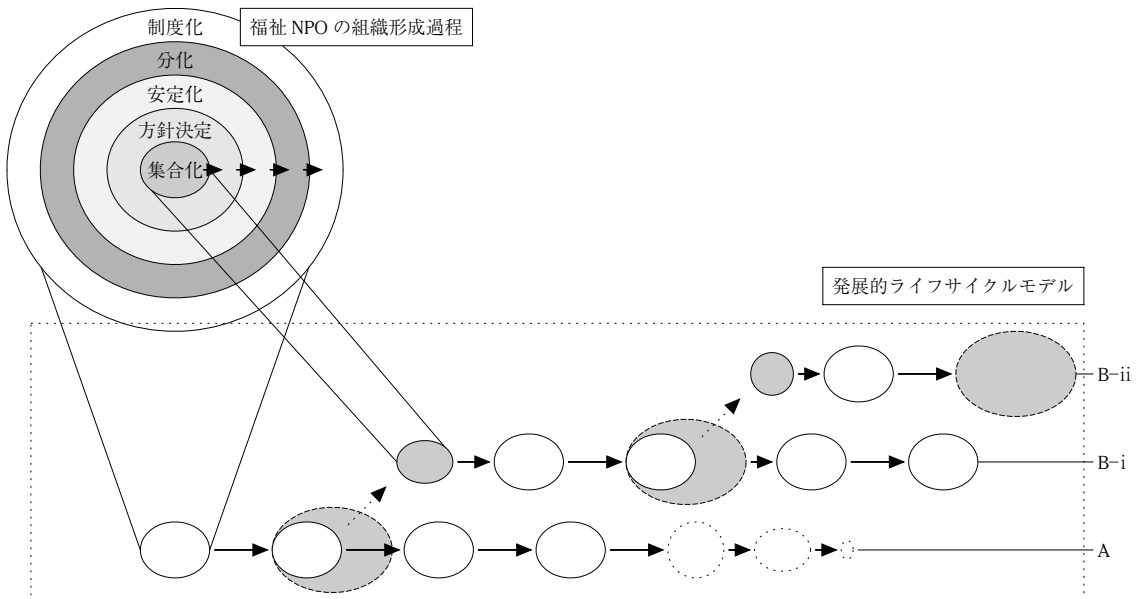 制度化
福祉 NPO の組織形成過程
分化
安定化
方針決定
集合化
発展的ライフサイクルモデル
B-ii
B-i
A